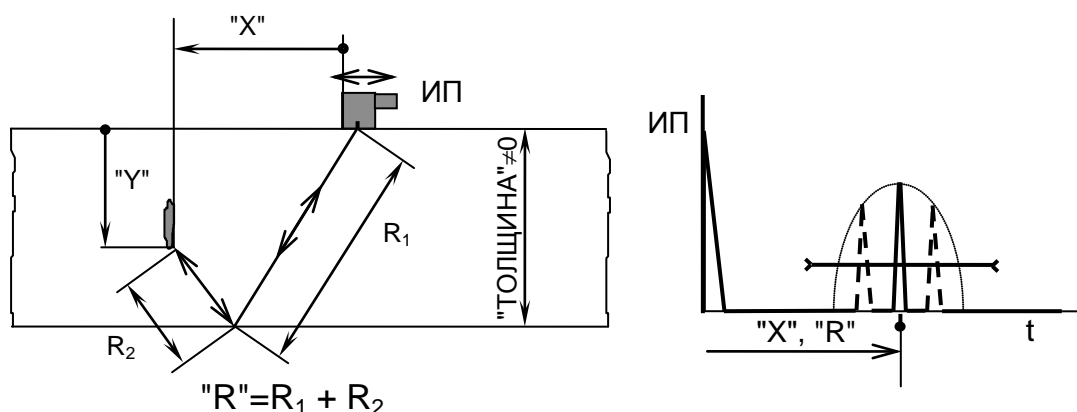 "X"
ИП
"Y"
R₁
"ТОЛЩИНА"≠0
R₂
"R"=R₁ + R₂
ИП
"X", "R"
t